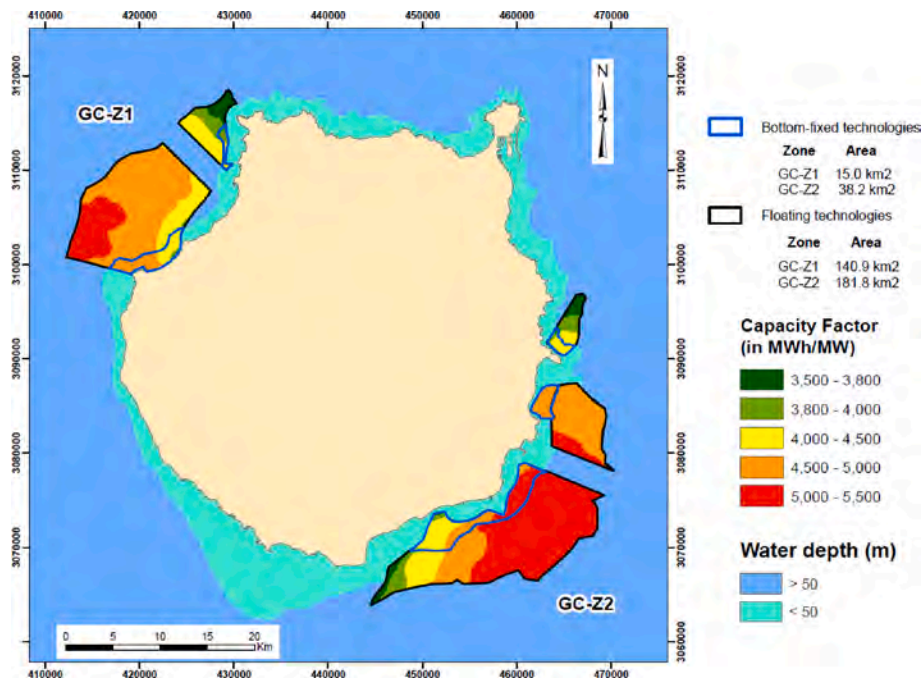 410000 420000 430000 440000 450000 460000 470000
3120000 3120000
3110000 3110000
3100000 3100000
3090000 3090000
3080000 3080000
3070000 3070000
3060000 3060000
GC-Z1
N
GC-Z2
0 5 10 15 20
Km
410000 420000 430000 440000 450000 460000 470000
Bottom-fixed technologies
Zone Area
GC-Z1 15.0 km2
GC-Z2 38.2 km2
Floating technologies
Zone Area
GC-Z1 140.9 km2
GC-Z2 181.8 km2
Capacity Factor
(in MWh/MW)
3,500 - 3,800
3,800 - 4,000
4,000 - 4,500
4,500 - 5,000
5,000 - 5,500
Water depth (m)
> 50
< 50